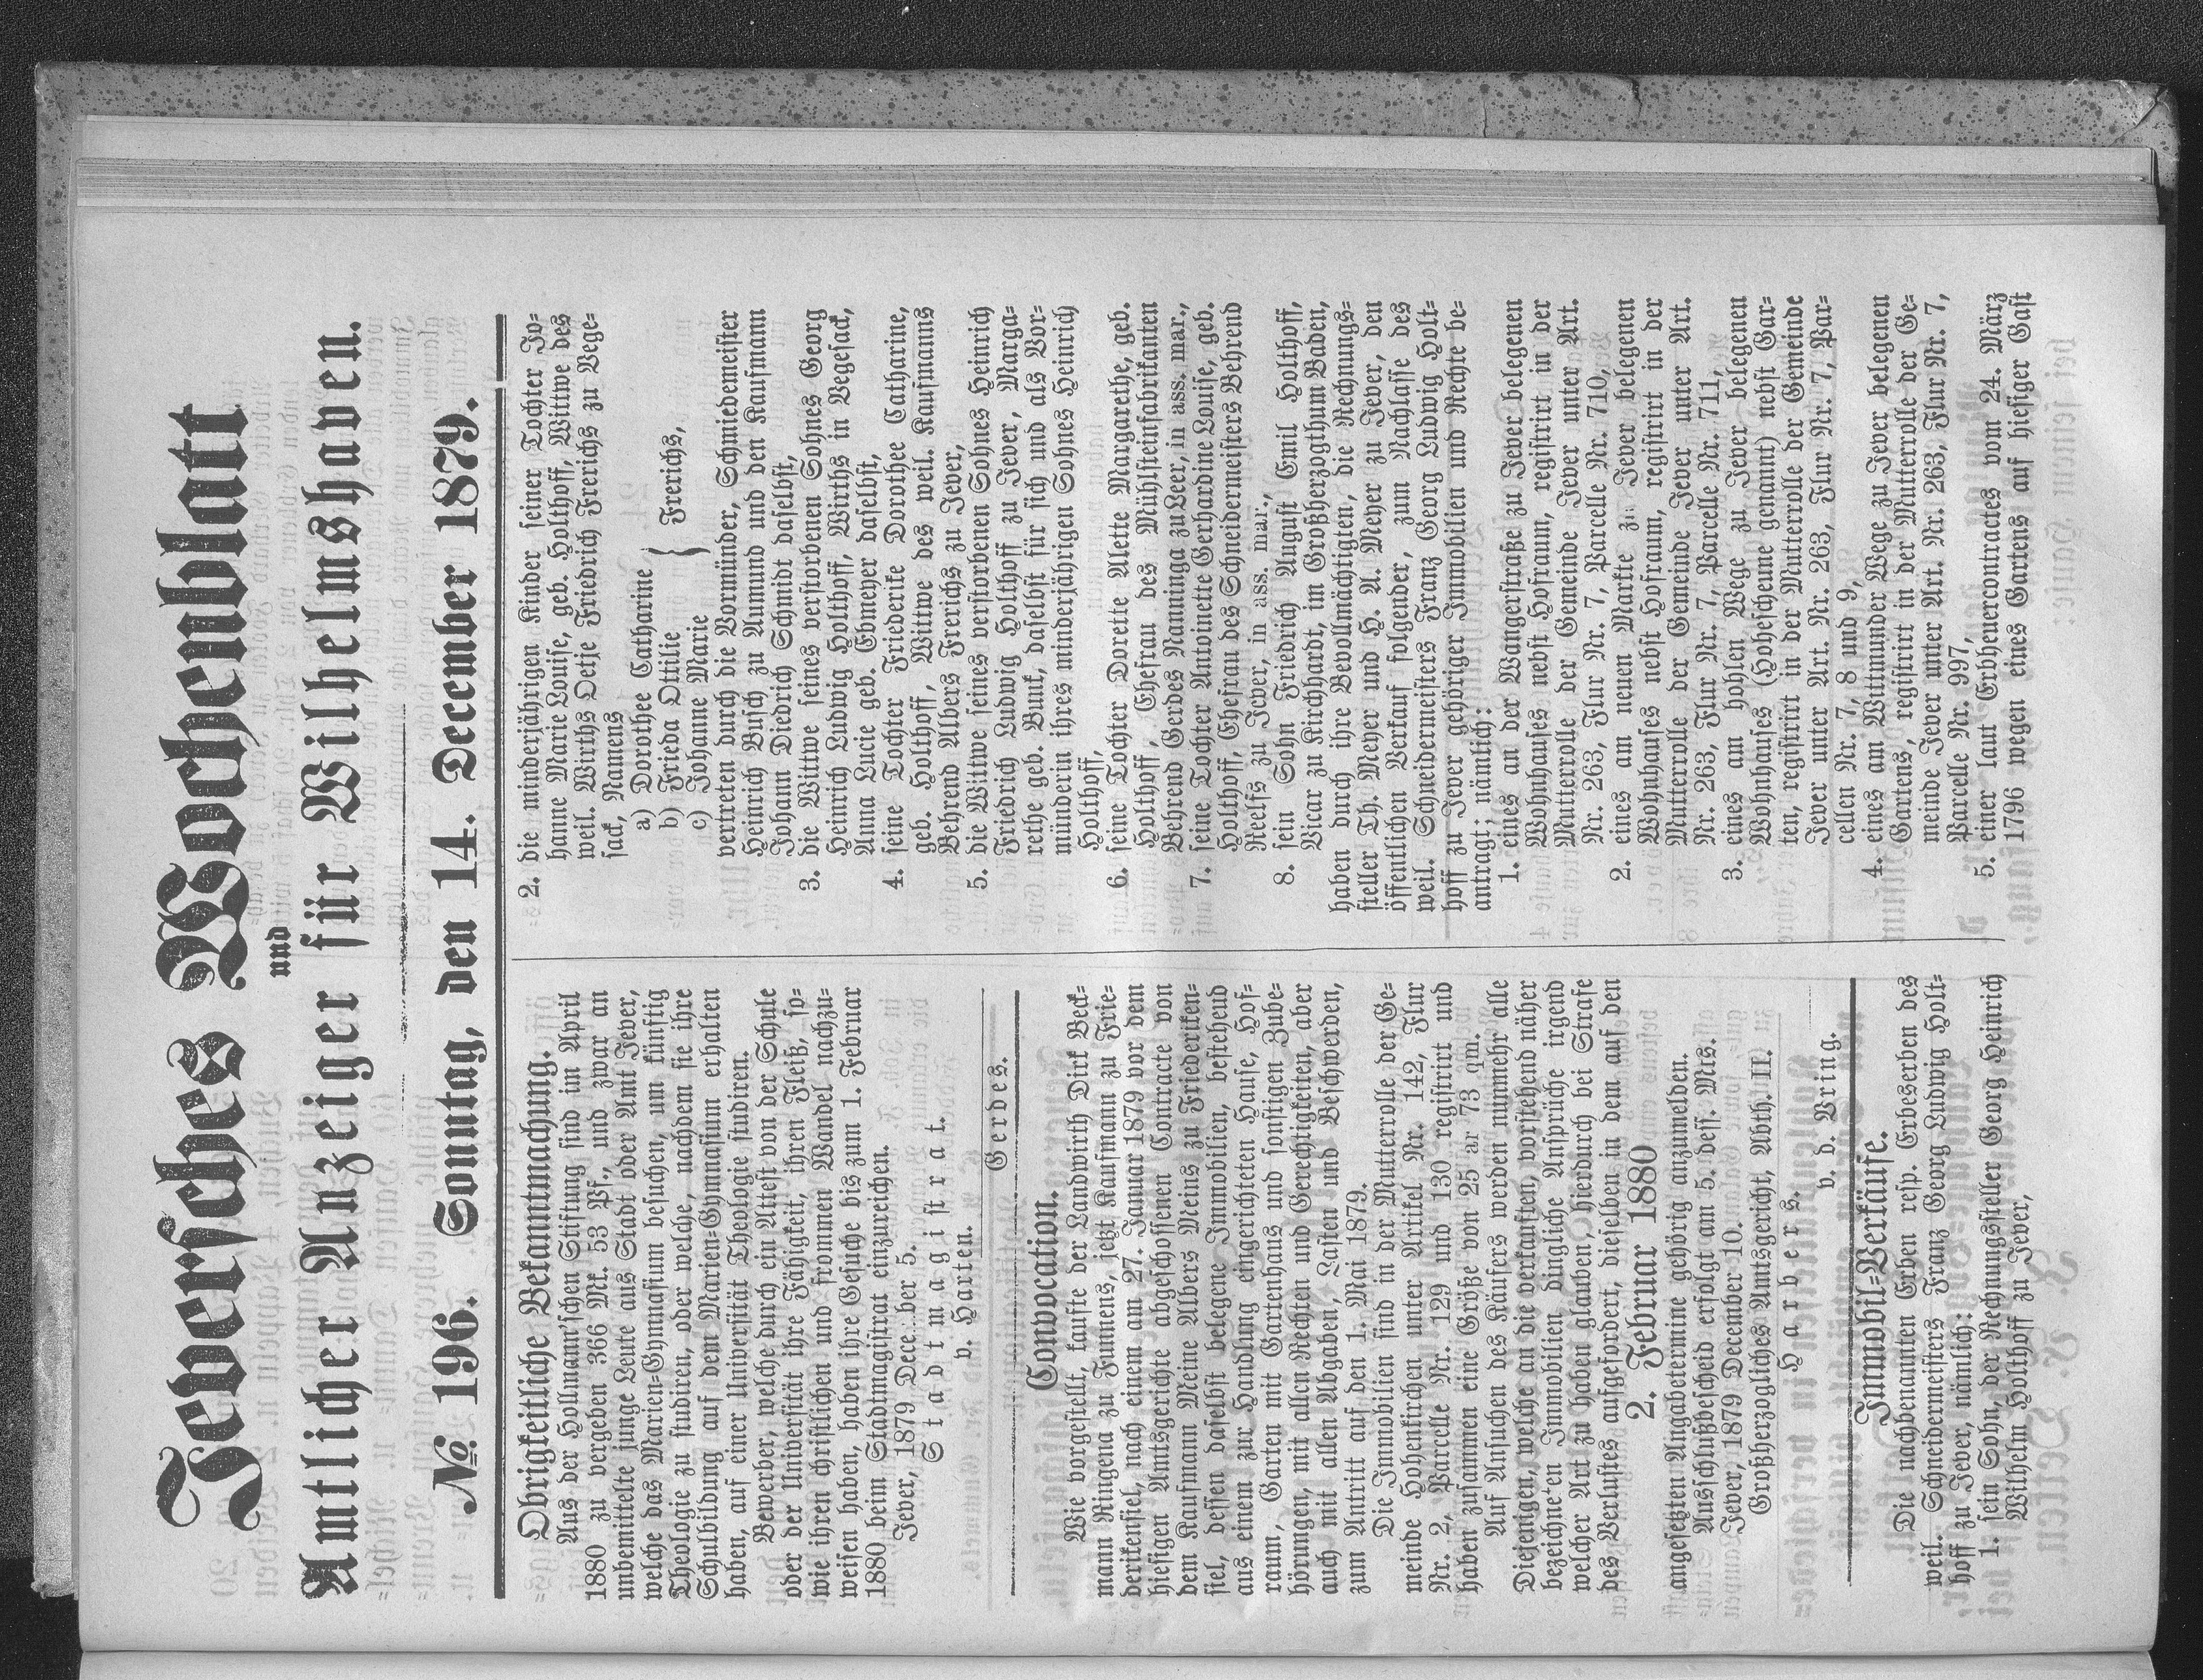 Jeversches Wochenblatt
und
Amtlicher Anzeiger für Wilhelmshaven.
№ 196. Sonntag, den 14. December 1879.
Obrigkeitliche Bekanntmachung.
Aus der Hollmann'schen Stiftung sind im April
1880 zu vergeben 366 Mk. 53 Pf., und zwar an
unbemittelte junge Leute aus Stadt oder Amt Jever,
welche das Marien=Gymnasium besuchen, um künftig
Theologie zu studiren, oder welche, nachdem sie ihre
Schulbildung auf dem Marien=Gymnasium erhalten
haben, auf einer Universität Theologie studiren.
Bewerber, welche durch ein Attest von der Schule
oder der Universität ihre Fähigkeit, ihren Fleiß, so=
wie ihren christlichen und frommen Wandel nachzu=
weisen haben, haben ihre Gesuche bis zum 1. Februar
1880 beim Stadtmagistrat einzureichen.
Jever, 1879 December 5.
Stadtmagistrat.
v. Harten.
Gerdes.
Convocation.
Wie vorgestellt, kaufte der Landwirth Dirk Beck=
mann Ringena zu Funnens, jetzt Kaufmann zu Frie=
derikensiel, nach einem am 27. Januar 1879 vor dem
hiesigen Amtsgerichte abgeschossenen Contracte von
dem Kaufmann Meine Albers Meins zu Friederiken=
siel, dessen daselbst belegene Immobilien, bestehend
aus einem zur Handlung eingerichteten Hause, Hof=
raum, Garten mit Gartenhaus und sonstigen Zube=
hörungen, mit allen Rechten und Gerechtigkeiten, aber
auch mit allen Abgaben, Lasten und Beschwerden,
zum Antritt auf den 1. Mai 1879.
Die Immobilien sind in der Mutterrolle der Ge=
meinde Hohenkirchen unter Artikel Nr. 142, Flur
Nr. 2, Parcelle Nr. 129 und 130 registrirt und
haben zusammen eine Größe von 25 ar 73 qm.
Auf Ansuchen des Käufers werden nunmehr alle
Diejenigen, welche an die verkauften, vorstehend näher
bezeichneten Immobilien, dingliche Ansprüche irgend
welcher Art zu haben glauben, hierdurch bei Strafe
des Verlustes aufgefordert, dieselben in dem auf den
2. Februar 1880
angesetzten Angabetermine gehörig anzumelden.
Ausschlußbescheid erfolgt am 5. dess. Mts.
Jever, 1879 December 10.
Großherzogliches Amtsgericht, Abth. II.
Harbers.
v. d. Vring.
Immobil=Verkäufe.
Die nachbenannten Erben resp. Erbeserben des
weil. Schneidermeisters Franz Georg Ludwig Holt=
hoff zu Jever, nämlich:
1. sein Sohn, der Rechnungssteller Georg Heinrich
Wilhelm Holthoff zu Jever,
2. die minderjährigen Kinder seiner Tochter Jo=
hanne Marie Louise, geb. Holthoff, Wittwe des
weil. Wirths Detje Friedrich Frerichs zu Vege=
sack, Namens
a) Dorothee Catharine
b) Frieda Ottilie } Frerichs,
c) Johanne Marie
vertreten durch die Vormünder, Schmiedemeister
Heinrich Busch zu Aumund und den Kaufmann
Johann Diedrich Schmidt daselbst,
3. die Wittwe seines verstorbenen Sohnes Georg
Heinrich Ludwig Holthoff, Wirths in Vegesack,
Anna Lucie geb. Ebmeyer daselbst,
4. seine Tochter Friederike Dorothee Catharine,
geb. Holthoff, Wittwe des weil. Kaufmanns
Behrend Albers Frerichs zu Jever,
5. die Wittwe seines verstorbenen Sohnes Heinrich
Friedrich Ludwig Holthoff zu Jever, Marga=
rethe geb. Bunk, daselbst für sich und als Vor=
münderin ihres minderjährigen Sohnes Heinrich
Holthoff,
6. seine Tochter Dorette Alette Margarethe, geb.
Holthoff, Ehefrau des Mühlsteinfabrikanten
Behrend Gerdes Nanninga zu Leer, in ass. mar.,
7. seine Tochter Antoinette Gerhardine Louise, geb.
Holthoff, Ehefrau des Schneidermeisters Behrend
Reelfs zu Jever, in ass. mar.,
8. sein Sohn Friedrich August Emil Holthoff,
Vicar zu Kirchhardt, im Großherzogthum Baden,
haben durch ihre Bevollmächtigten, die Rechnungs=
steller Th. Meyer und H. A. Meyer zu Jever, den
öffentlichen Verkauf folgender, zum Nachlasse des
weil. Schneidermeisters Franz Georg Ludwig Holt=
hoff zu Jever gehöriger Immobilien und Rechte be=
antragt; nämlich:
1. eines an der Wangerstraße zu Jever belegenen
Wohnhauses nebst Hofraum, registrirt in der
Mutterrolle der Gemeinde Jever unter Art.
Nr. 263, Flur Nr. 7, Parcelle Nr. 710,
2. eines am neuen Markte zu Jever belegenen
Wohnhauses nebst Hofraum, registrirt in der
Mutterrolle der Gemeinde Jever unter Art.
Nr. 263, Flur Nr. 7, Parcelle Nr. 711,
3. eines am hohlen Wege zu Jever belegenen
Wohnhauses (Hohescheune genannt) nebst Gar=
ten, registrirt in der Mutterrolle der Gemeinde
Jever unter Art. Nr. 263, Flur Nr. 7, Par=
cellen Nr. 7, 8 und 9,
4. eines am Wittmunder Wege zu Jever belegenen
Gartens, registrirt in der Mutterrolle der Ge=
meinde Jever unter Art. Nr. 263, Flur Nr. 7,
Parcelle Nr. 997,
5. einer laut Erbheuercontractes vom 24. März
1796 wegen eines Gartens auf hiesiger Gast